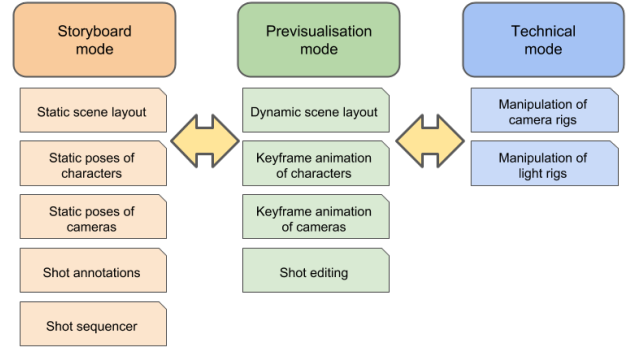 Storyboard
mode
Static scene layout
Static poses of
characters
Static poses of
cameras
Shot annotations
Shot sequencer
Previsualisation
mode
Dynamic scene layout
Keyframe animation
of characters
Keyframe animation
of cameras
Shot editing
Technical
mode
Manipulation of
camera rigs
Manipulation of
light rigs